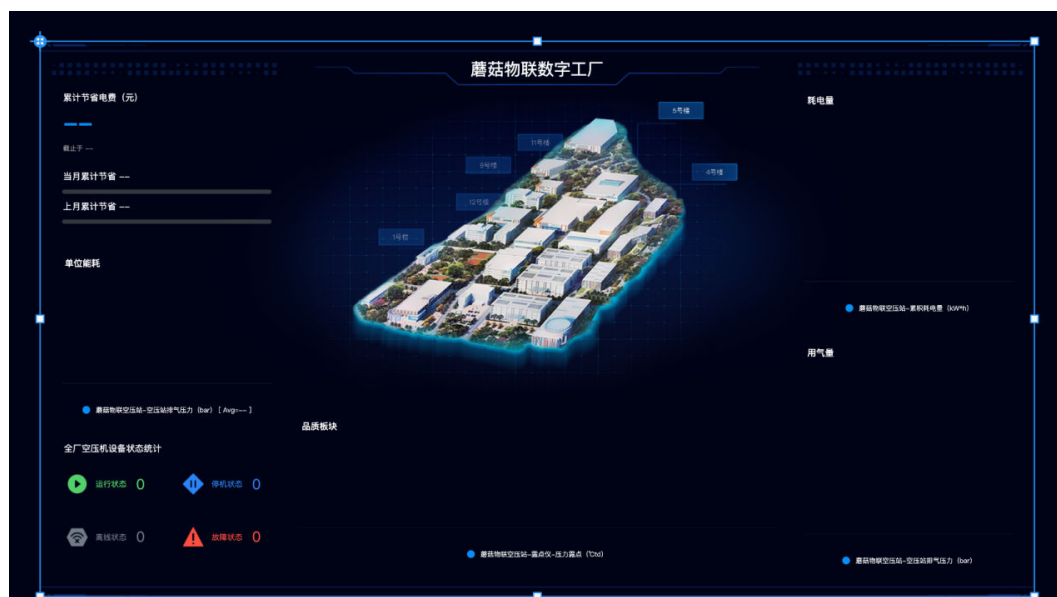 蘑菇物联数字工厂
累计节省电费（元）
——
截止于 --
当月累计节省 --
上月累计节省 --
单位能耗
蘑菇物联空压站-空压站排气压力（bar）[ Avg=-- ]
全厂空压机设备状态统计
运行状态 0
停机状态 0
离线状态 0
故障状态 0
5号楼
11号楼
9号楼
4号楼
12号楼
1号楼
品质板块
蘑菇物联空压站-露点仪-压力露点（℃td）
耗电量
蘑菇物联空压站-累积耗电量（kW*h）
用气量
蘑菇物联空压站-空压站排气压力（bar）